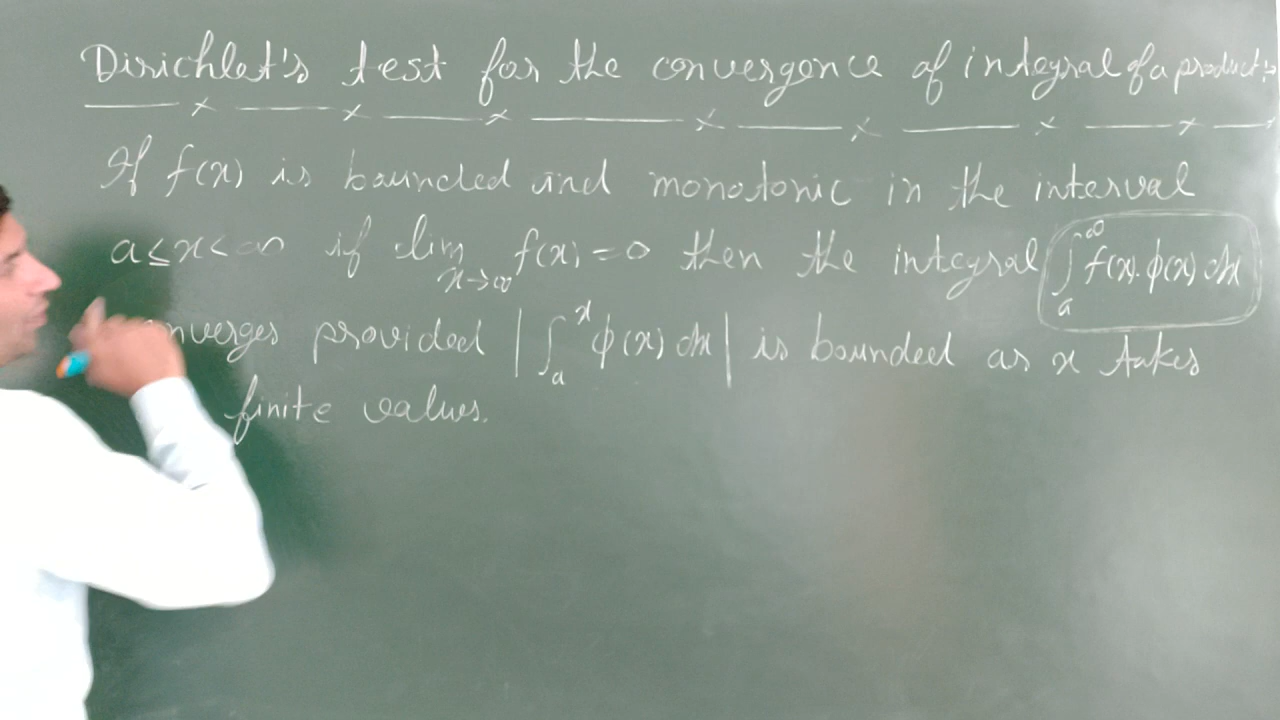 Dirichlet's test for the convergence of integral of a product:-
If f(x) is bounded and monotonic in the interval
a≤x<∞ if lim x→∞ f(x)=0 then the integral ∫_a^∞ f(x).ϕ(x) dx
converges provided |∫_a^x ϕ(x) dx| is bounded as x takes
finite values.